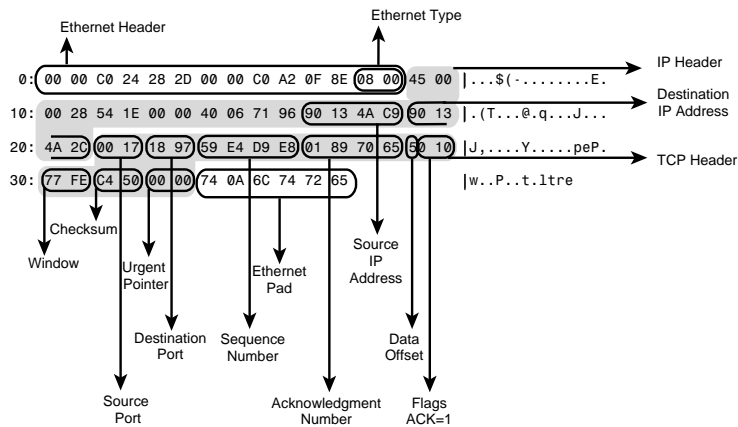 Ethernet Header
Ethernet Type
0: 00 00 C0 24 28 2D 00 00 C0 A2 0F 8E 08 00 45 00 |...$(-........E.
IP Header
10: 00 28 54 1E 00 00 40 06 71 96 90 13 4A C9 90 13 |.(T...@.q...J...
Destination
IP Address
20: 4A 2C 00 17 18 97 59 E4 D9 E8 01 89 70 65 50 10 |J,....Y.....peP.
TCP Header
30: 77 FE C4 50 00 00 74 0A 6C 74 72 65 |w..P..t.ltre
Checksum
Window
Urgent
Pointer
Ethernet
Pad
Source
IP
Address
Destination
Port
Sequence
Number
Data
Offset
Source
Port
Acknowledgment
Number
Flags
ACK=1